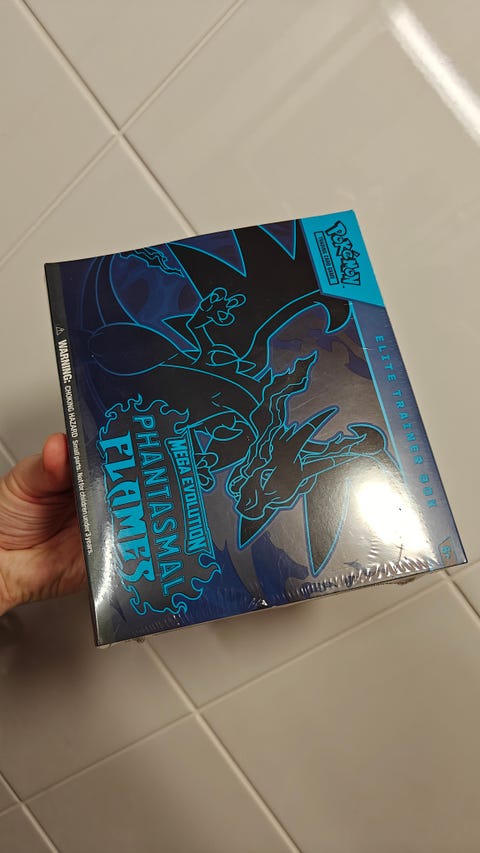 POKÉMON
TRADING CARD GAME
ELITE TRAINER BOX
MEGA EVOLUTION
PHANTASMAL
FLAMES
⚠ WARNING: CHOKING HAZARD Small parts. Not for children under 3 years.